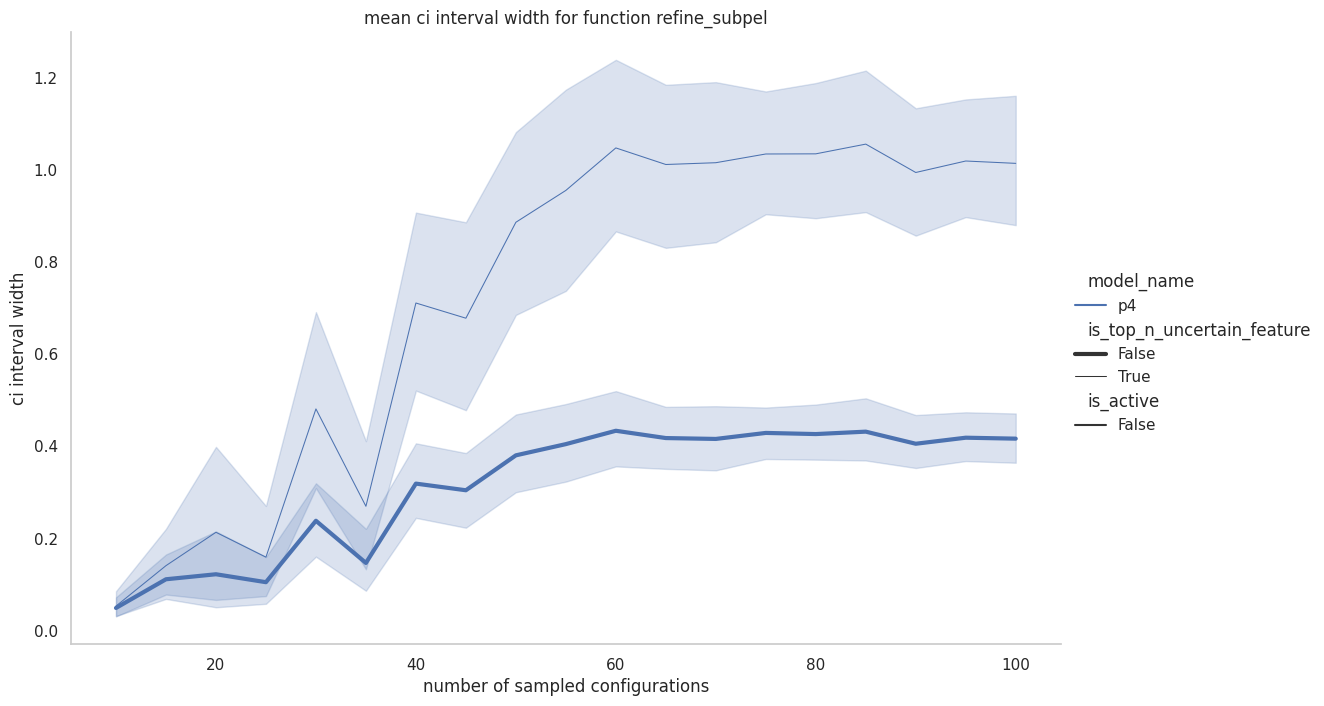 mean ci interval width for function refine_subpel
1.2
1.0
0.8
0.6
0.4
0.2
0.0
ci interval width
20
40
60
80
100
number of sampled configurations
model_name
p4
is_top_n_uncertain_feature
False
True
is_active
False